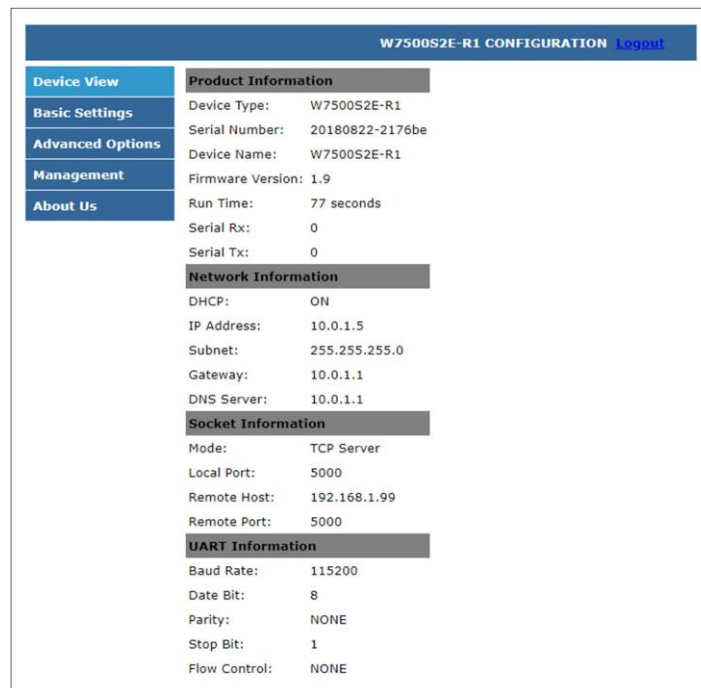 W7500S2E-R1 CONFIGURATION Logout
Device View
Basic Settings
Advanced Options
Management
About Us
Product Information
Device Type: W7500S2E-R1
Serial Number: 20180822-2176be
Device Name: W7500S2E-R1
Firmware Version: 1.9
Run Time: 77 seconds
Serial Rx: 0
Serial Tx: 0
Network Information
DHCP: ON
IP Address: 10.0.1.5
Subnet: 255.255.255.0
Gateway: 10.0.1.1
DNS Server: 10.0.1.1
Socket Information
Mode: TCP Server
Local Port: 5000
Remote Host: 192.168.1.99
Remote Port: 5000
UART Information
Baud Rate: 115200
Date Bit: 8
Parity: NONE
Stop Bit: 1
Flow Control: NONE